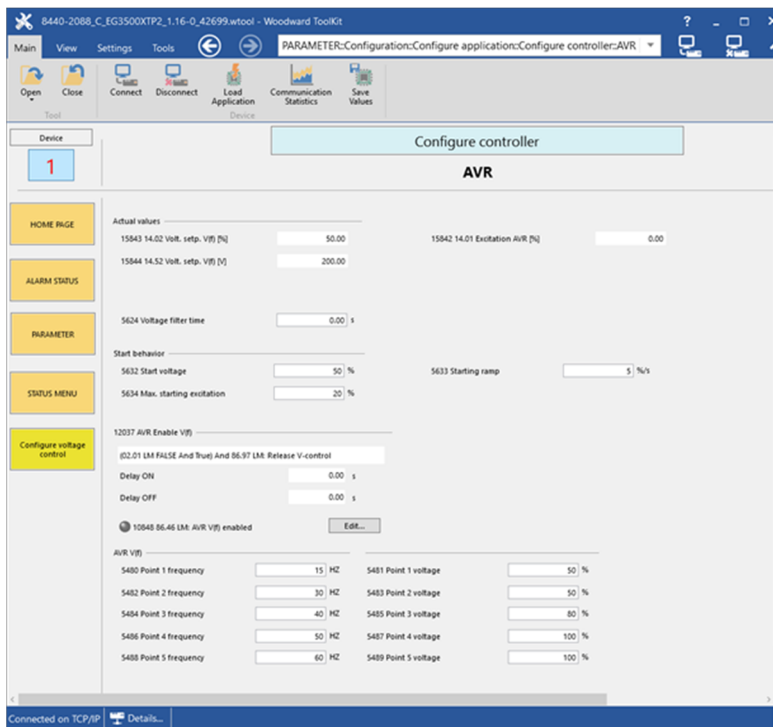 8440-2088_C_EG3500XTP2_1.16-0_42699.wtool - Woodward ToolKit
?
Main View Settings Tools PARAMETER::Configuration::Configure application::Configure controller::AVR
Open Close Connect Disconnect Load Application Communication Statistics Save Values
Tool Device
Device
1
Configure controller
AVR
HOME PAGE
ALARM STATUS
PARAMETER
STATUS MENU
Configure voltage control
Actual values
15843 14.02 Volt. setp. V(f) [%] 50.00 15842 14.01 Excitation AVR [%] 0.00
15844 14.52 Volt. setp. V(f) [V] 200.00
5624 Voltage filter time 0.00 s
Start behavior
5632 Start voltage 50 % 5633 Starting ramp 5 %/s
5634 Max. starting excitation 20 %
12037 AVR Enable V(f)
(02.01 LM FALSE And True) And 86.97 LM: Release V-control
Delay ON 0.00 s
Delay OFF 0.00 s
10848 86.46 LM: AVR V(f) enabled Edit...
AVR V(f)
5480 Point 1 frequency 15 HZ 5481 Point 1 voltage 50 %
5482 Point 2 frequency 30 HZ 5483 Point 2 voltage 50 %
5484 Point 3 frequency 40 HZ 5485 Point 3 voltage 80 %
5486 Point 4 frequency 50 HZ 5487 Point 4 voltage 100 %
5488 Point 5 frequency 60 HZ 5489 Point 5 voltage 100 %
Connected on TCP/IP Details...